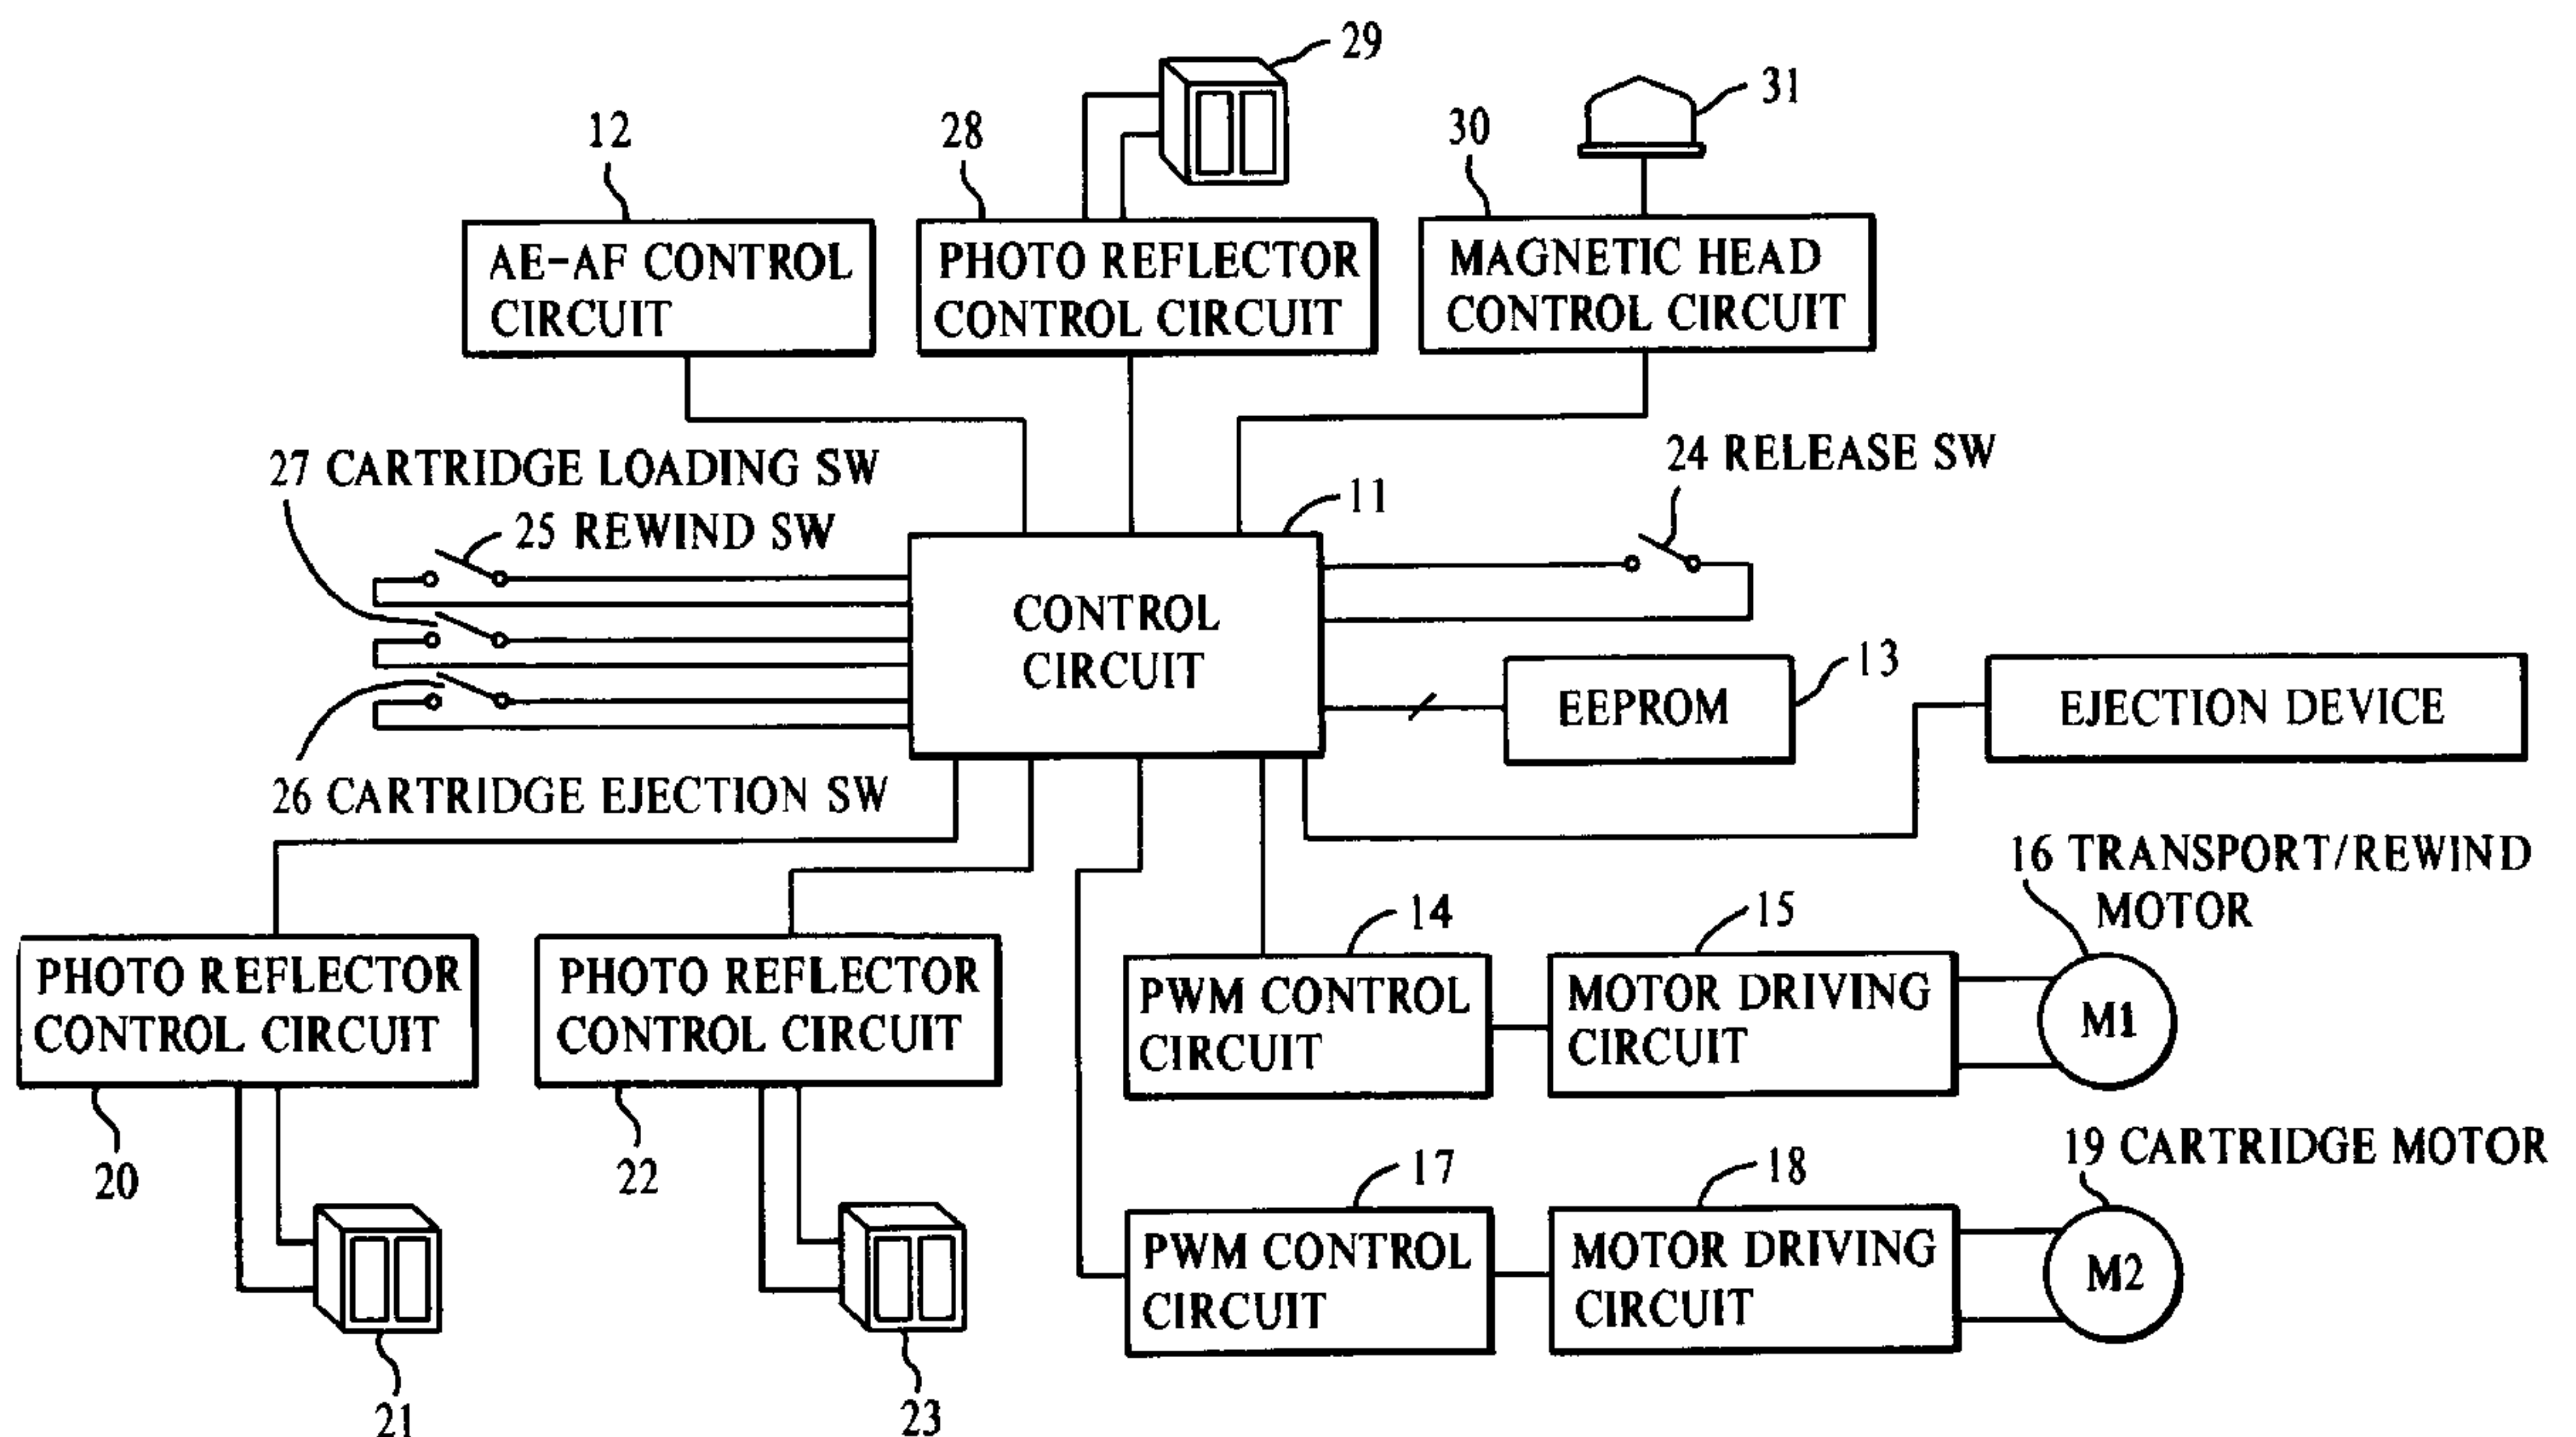 29
31
12
28
30
AE-AF CONTROL
CIRCUIT
PHOTO REFLECTOR
CONTROL CIRCUIT
MAGNETIC HEAD
CONTROL CIRCUIT
27 CARTRIDGE LOADING SW
25 REWIND SW
11
24 RELEASE SW
CONTROL
CIRCUIT
13
EEPROM
EJECTION DEVICE
26 CARTRIDGE EJECTION SW
16 TRANSPORT/REWIND
MOTOR
PHOTO REFLECTOR
CONTROL CIRCUIT
PHOTO REFLECTOR
CONTROL CIRCUIT
14
PWM CONTROL
CIRCUIT
15
MOTOR DRIVING
CIRCUIT
M1
20
22
17
18
19 CARTRIDGE MOTOR
PWM CONTROL
CIRCUIT
MOTOR DRIVING
CIRCUIT
M2
21
23